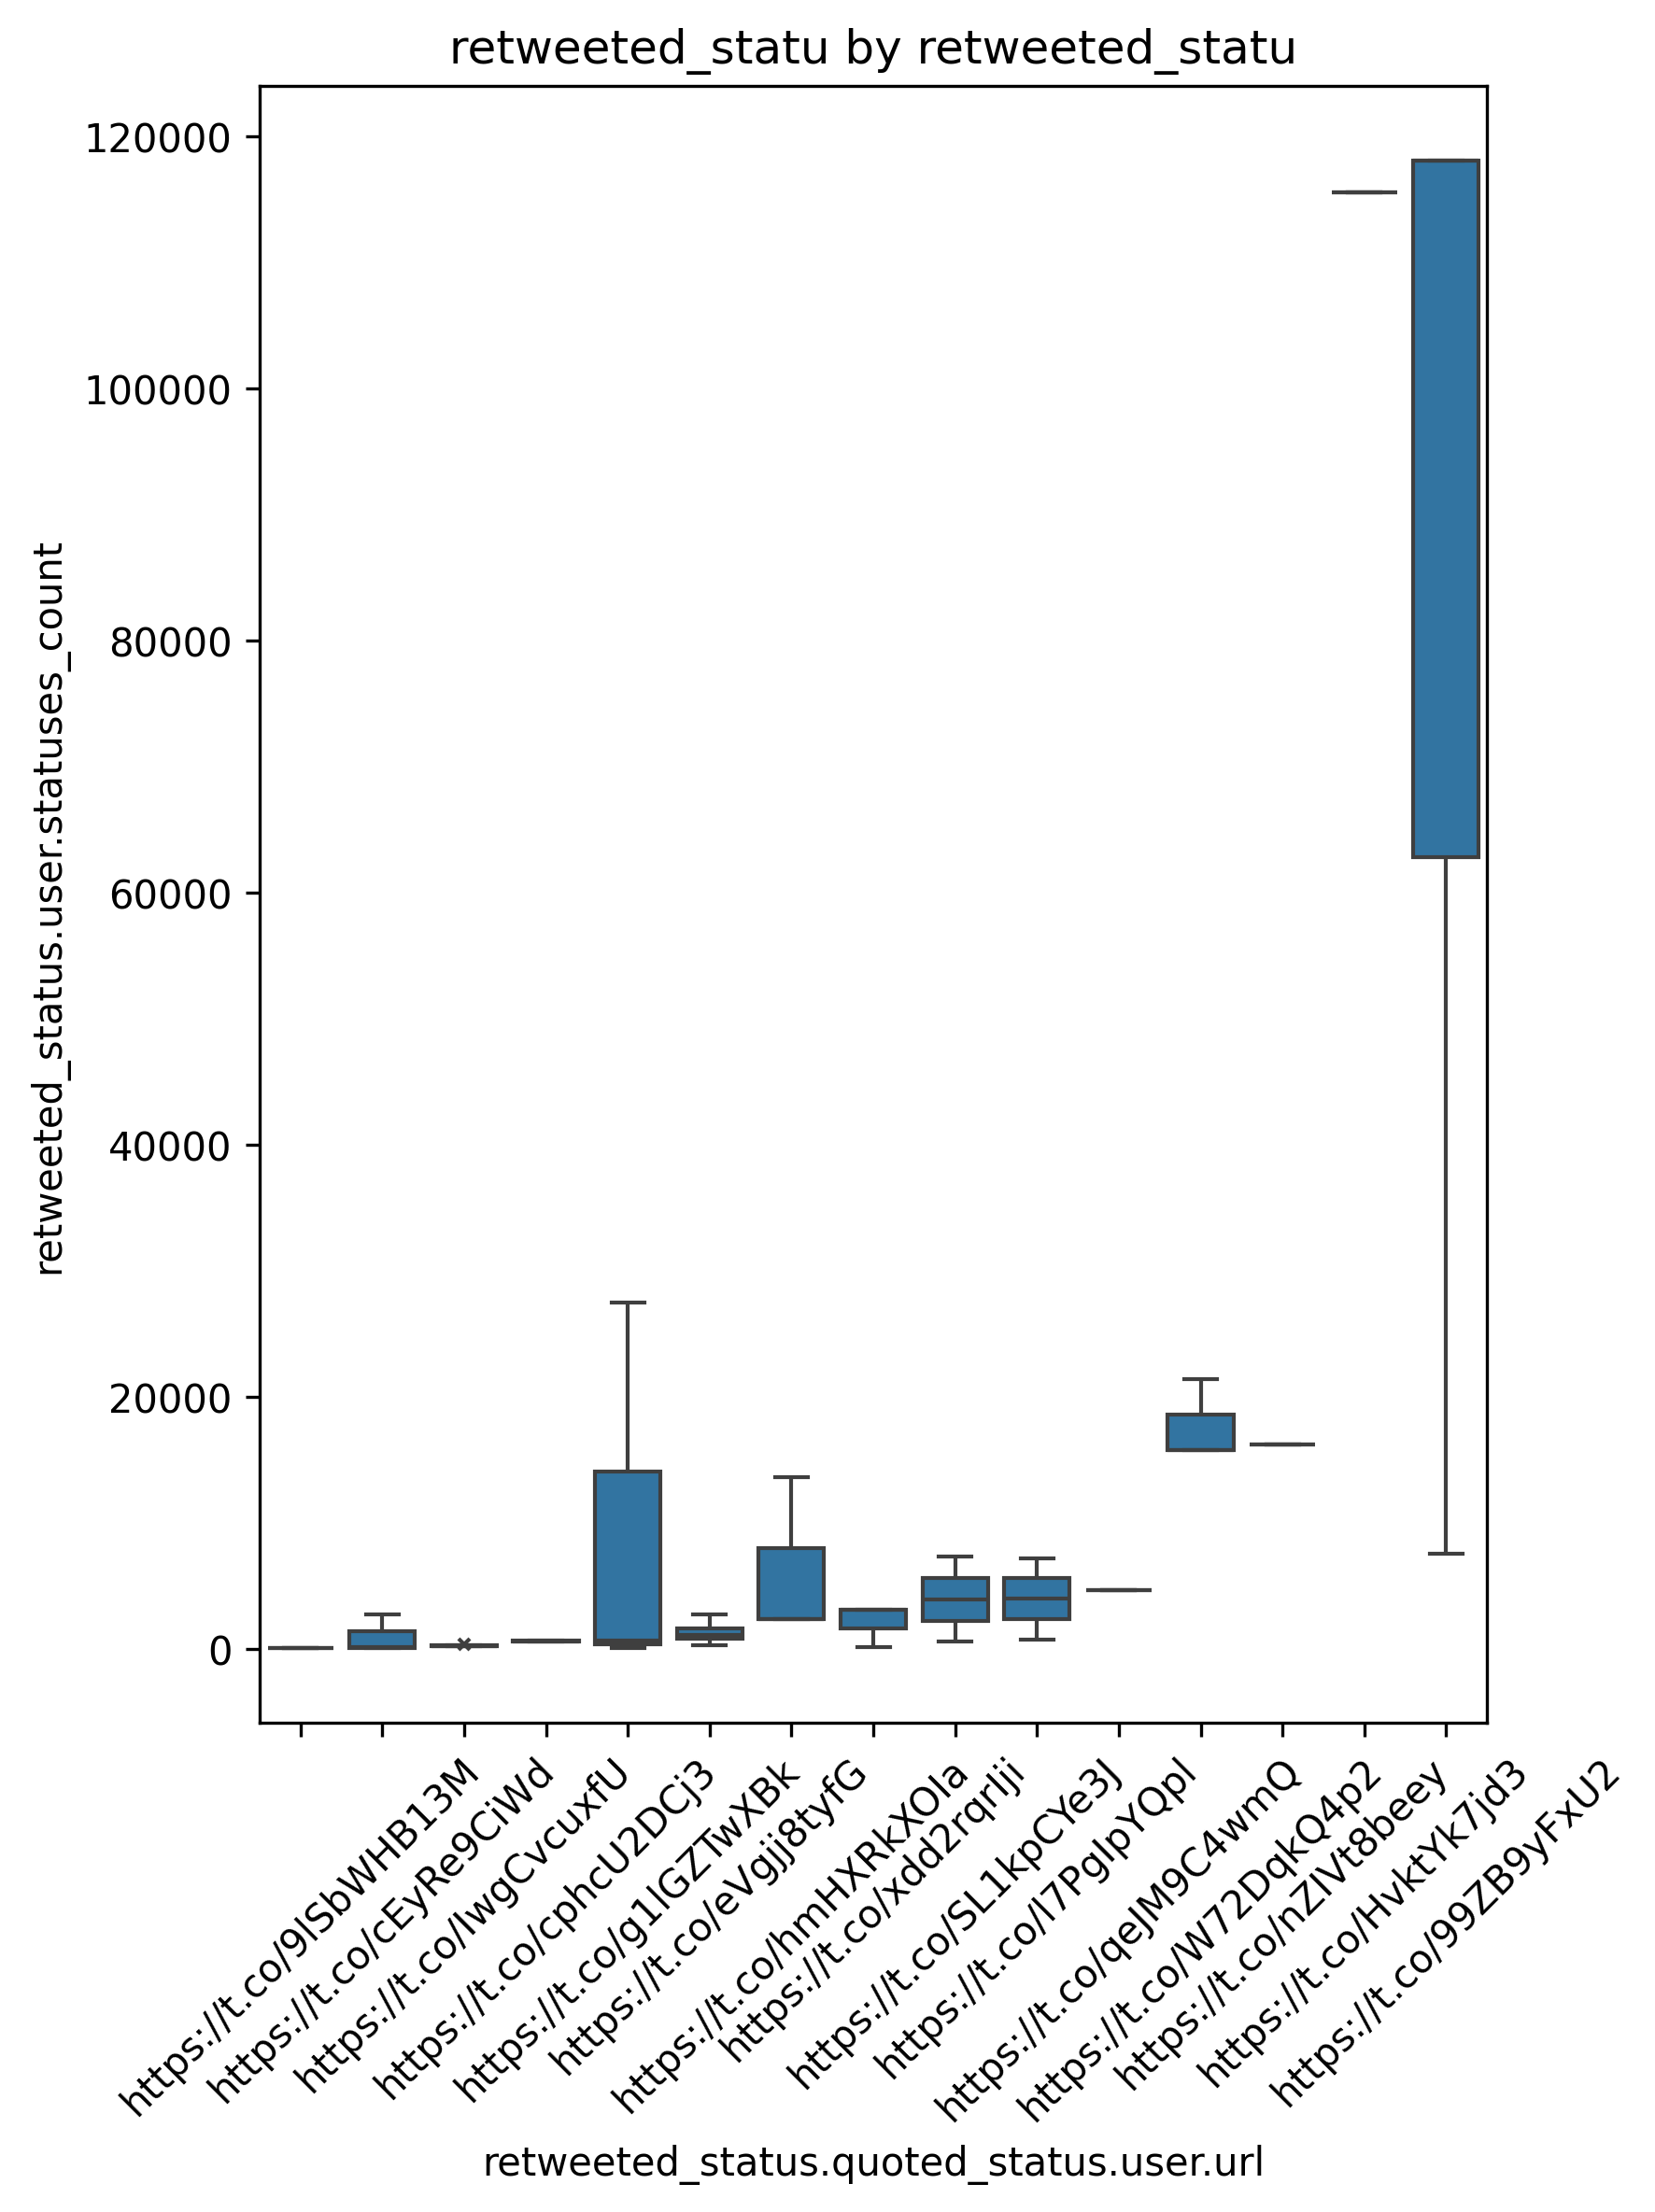 retweeted_statu by retweeted_statu
120000
100000
80000
60000
40000
20000
0
retweeted_status.user.statuses_count
https://t.co/9lSbWHB13M
https://t.co/cEyRe9CiWd
https://t.co/lwgCvcuxfU
https://t.co/cphcU2DCj3
https://t.co/g1lGZTwXBk
https://t.co/eVgjj8tyfG
https://t.co/hmHXRkXOla
https://t.co/xdd2rqrlji
https://t.co/SL1kpCYe3J
https://t.co/l7PglpYQpl
https://t.co/qeJM9C4wmQ
https://t.co/W72DqkQ4p2
https://t.co/nZlVt8beey
https://t.co/HvktYk7jd3
https://t.co/99ZB9yFxU2
retweeted_status.quoted_status.user.url